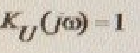 K_U(jω) = 1